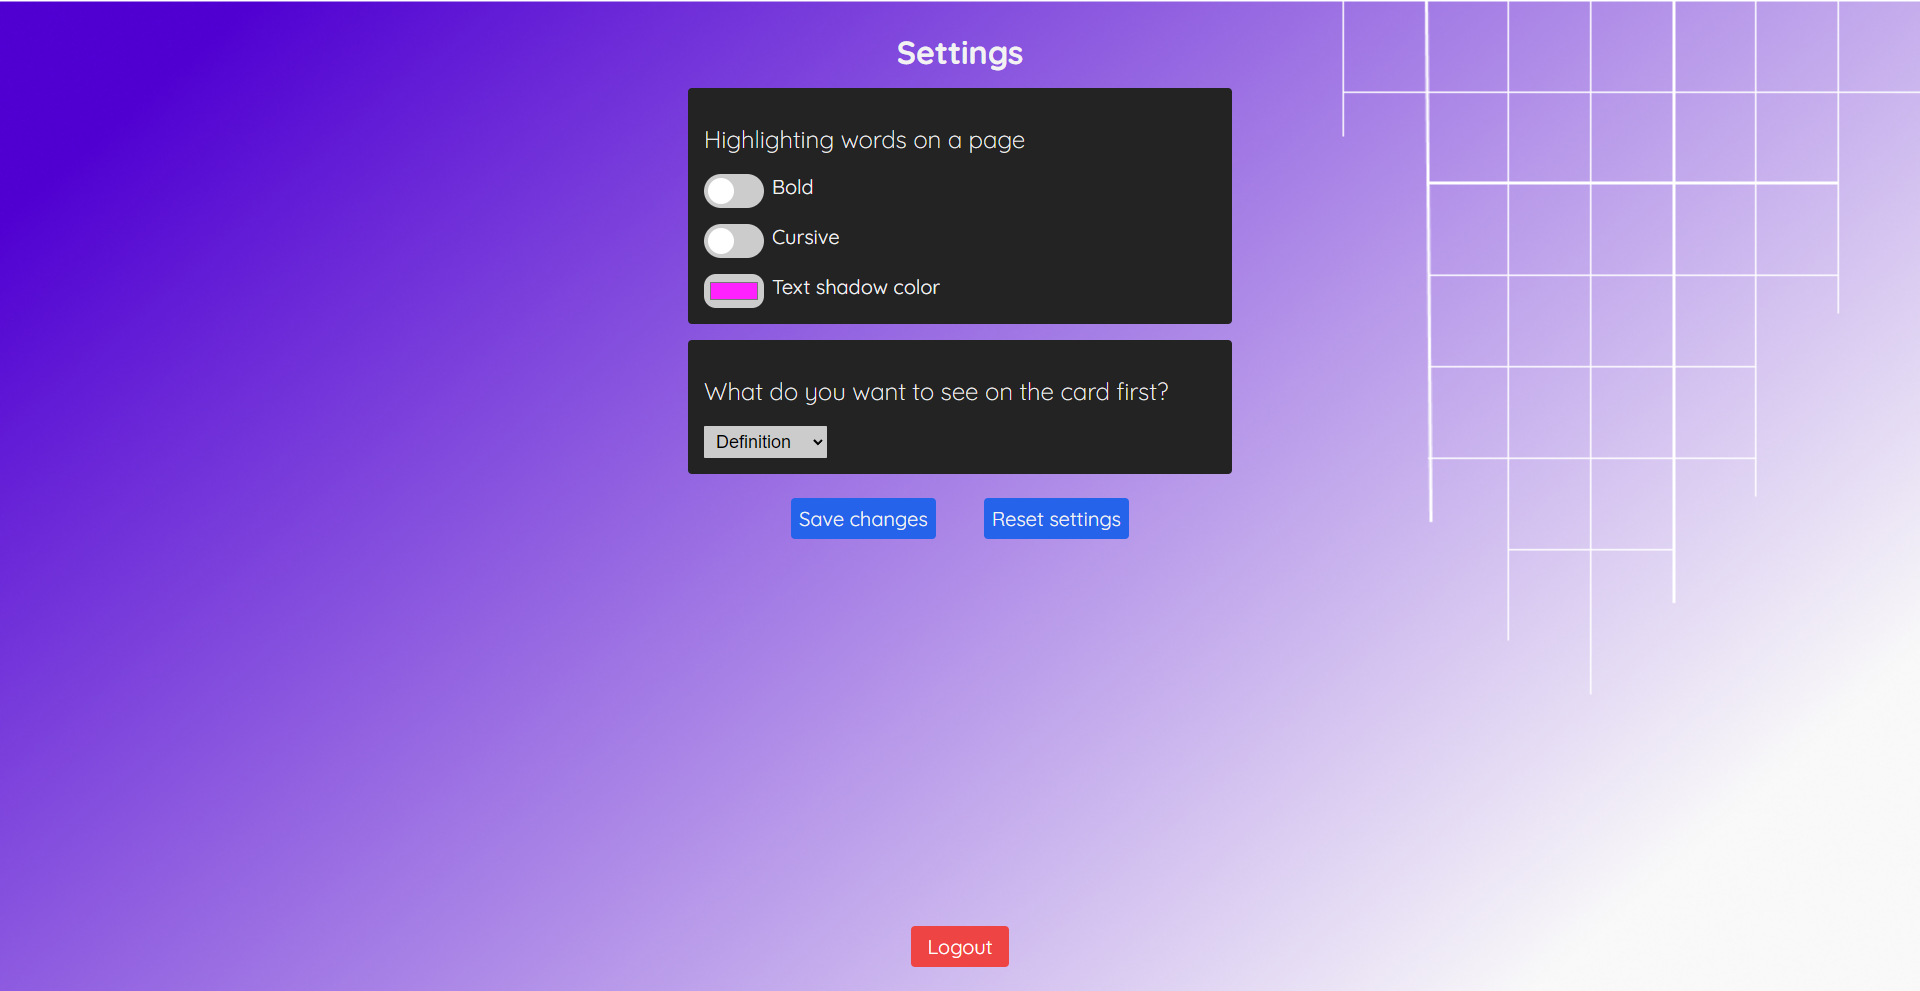 Settings
Highlighting words on a page
Bold
Cursive
Text shadow color
What do you want to see on the card first?
Definition
Save changes
Reset settings
Logout